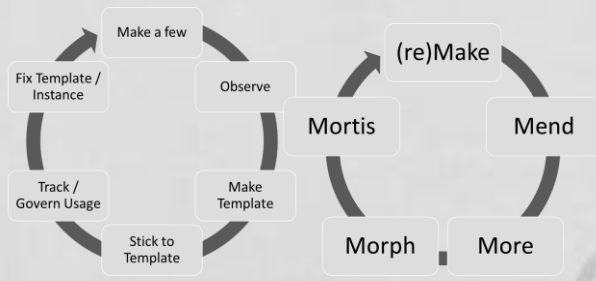 Make a few
Observe
Make
Template
Stick to
Template
Track /
Govern Usage
Fix Template /
Instance
(re)Make
Mend
More
Morph
Mortis